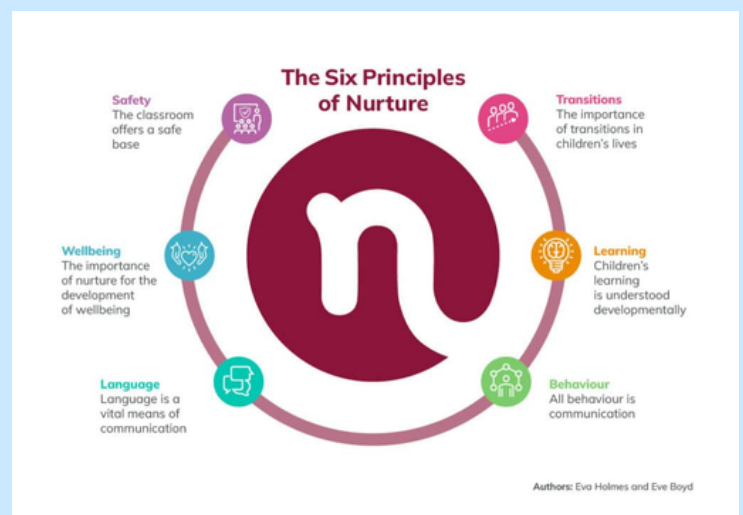 The Six Principles
of Nurture
Safety
The classroom
offers a safe
base
Transitions
The importance
of transitions in
children's lives
n
Wellbeing
The importance
of nurture for the
development
of wellbeing
Learning
Children's
learning
is understood
developmentally
Language
Language is a
vital means of
communication
Behaviour
All behaviour is
communication
Authors: Eva Holmes and Eve Boyd